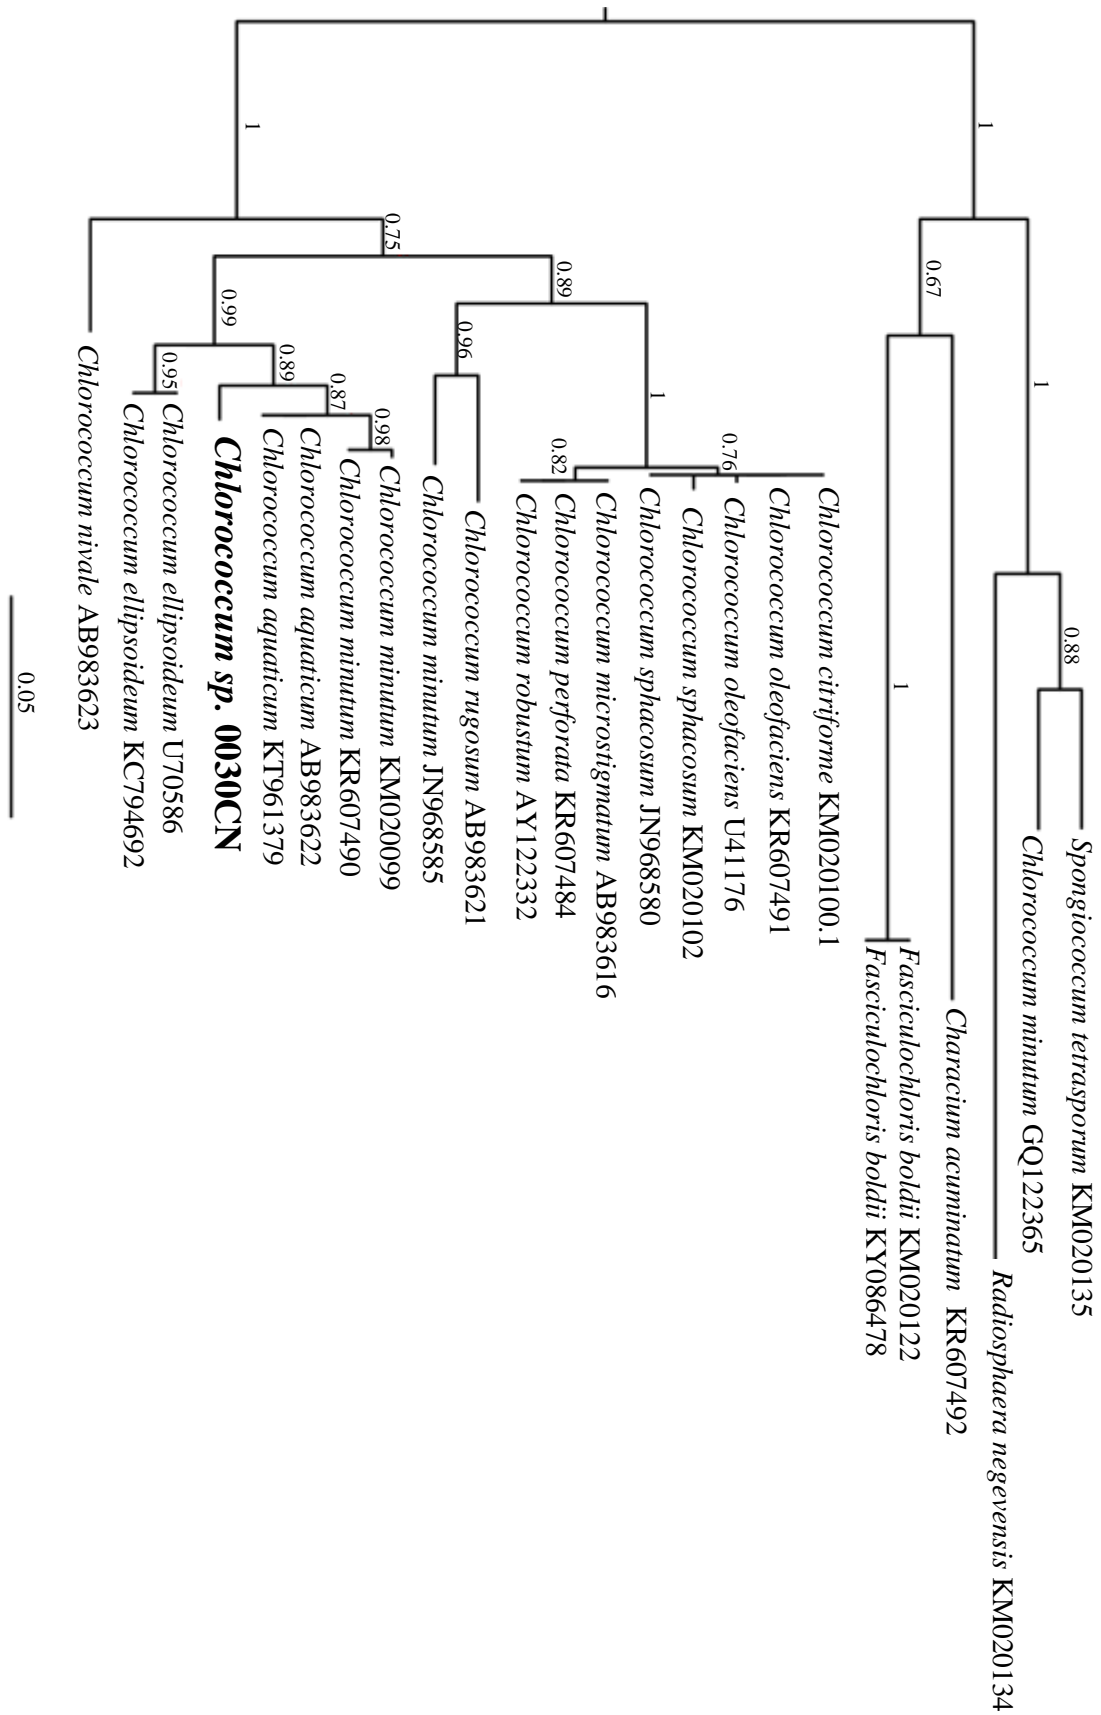 Spongiococcum tetrasporum KM020135
0.88
Chlorococcum minutum GQ122365
1
Radiosphaera negevensis KM020134
1
Characium acuminatum KR607492
0.67
Fasciculochloris boldii KM020122
1
Fasciculochloris boldii KY086478
Chlorococcum citriforme KM020100.1
Chlorococcum oleofaciens KR607491
0.76
Chlorococcum oleofaciens U41176
Chlorococcum sphacosum KM020102
1
Chlorococcum sphacosum JN968580
Chlorococcum microstigmatum AB983616
0.82
Chlorococcum perforata KR607484
Chlorococcum robustum AY122332
0.89
Chlorococcum rugosum AB983621
0.96
Chlorococcum minutum JN968585
0.75
Chlorococcum minutum KM020099
0.98
Chlorococcum minutum KR607490
0.87
Chlorococcum aquaticum AB983622
0.89
Chlorococcum aquaticum KT961379
1
0.99
Chlorococcum sp. 0030CN
0.95
Chlorococcum ellipsoideum U70586
Chlorococcum ellipsoideum KC794692
Chlorococcum nivale AB983623
0.05